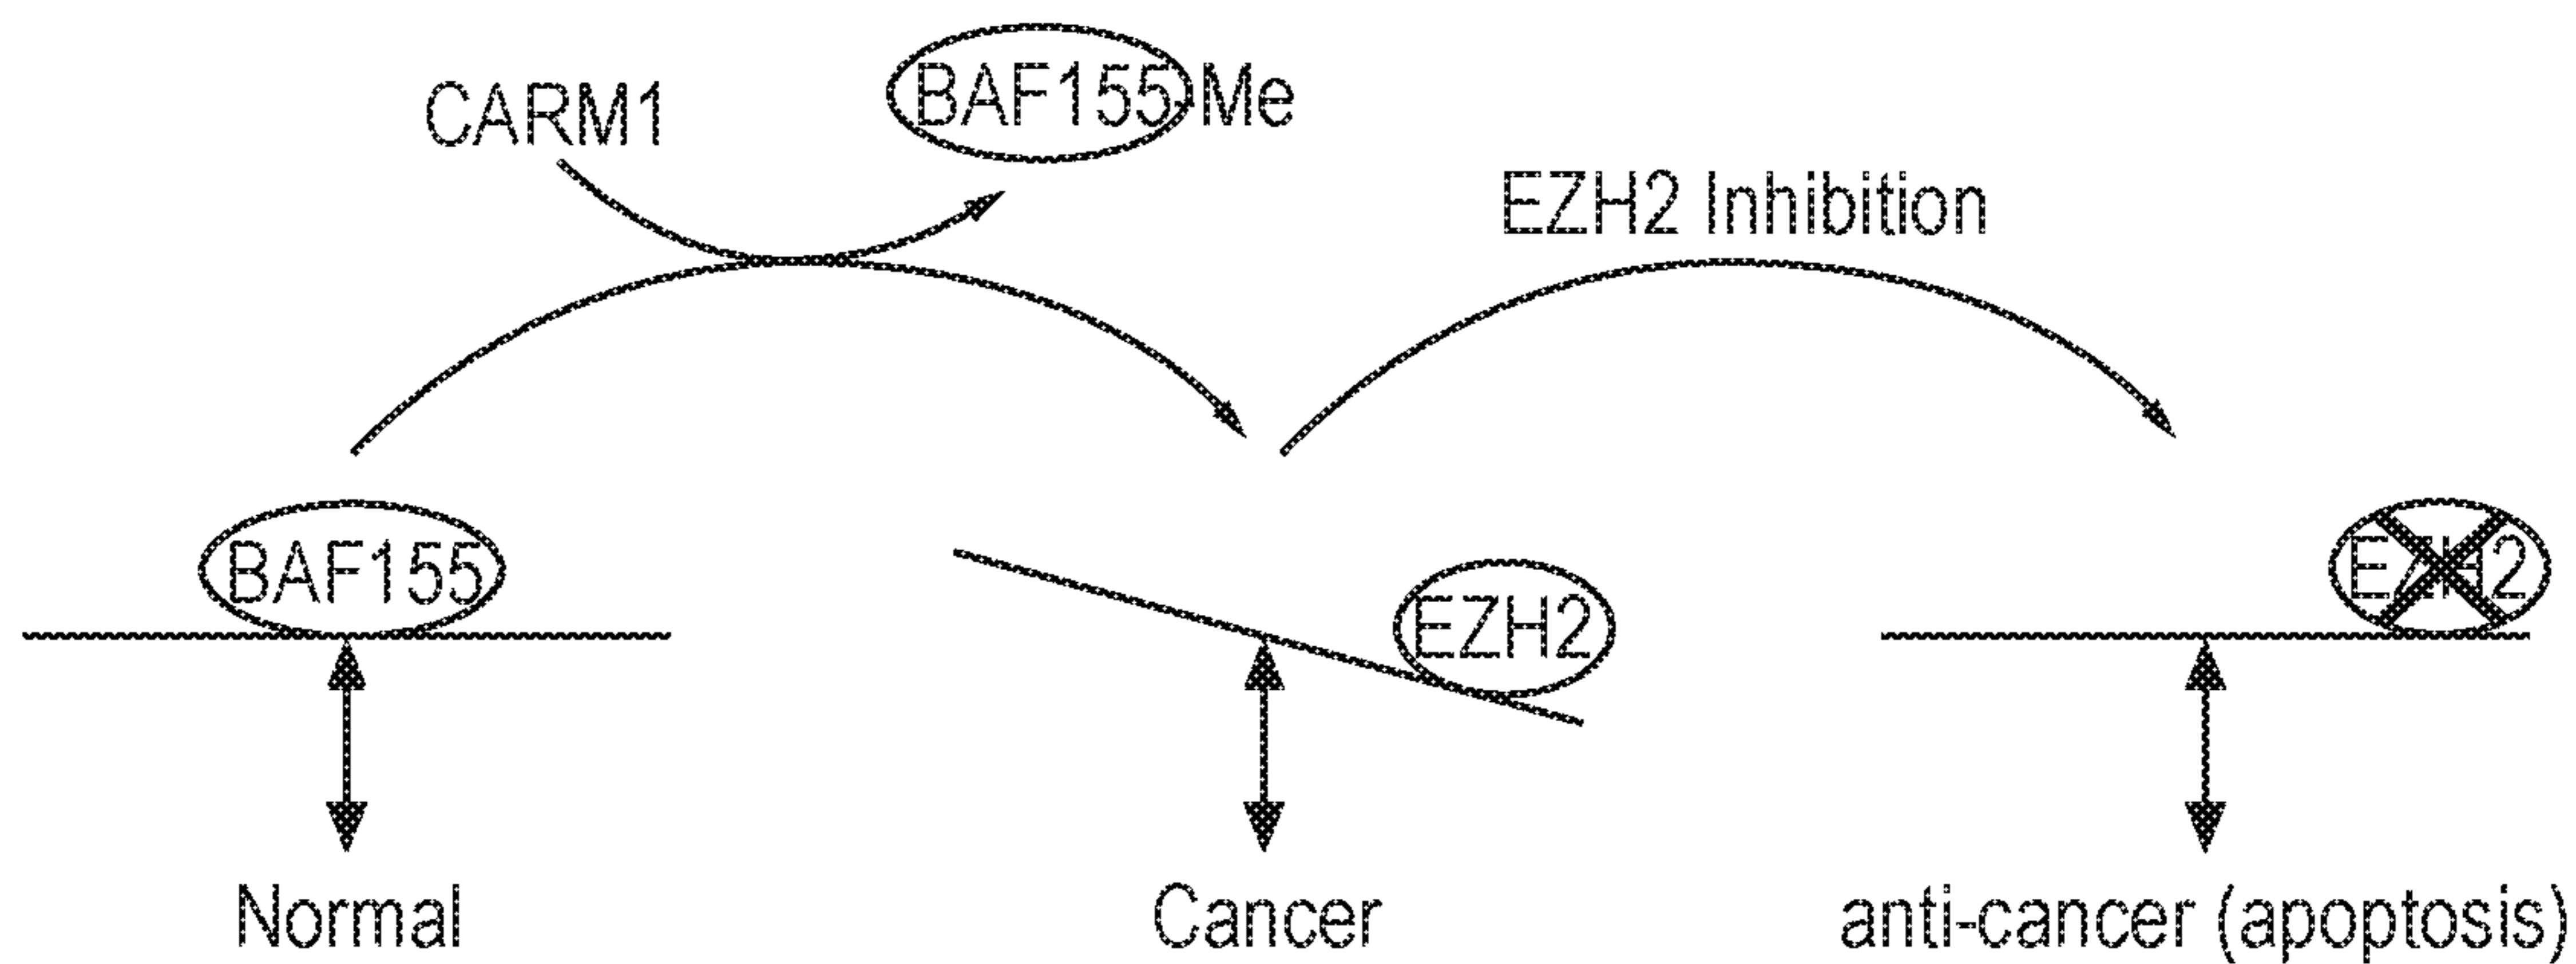 CARM1
BAF155-Me
EZH2 Inhibition
BAF155
EZH2
EZH2
Normal
Cancer
anti-cancer (apoptosis)